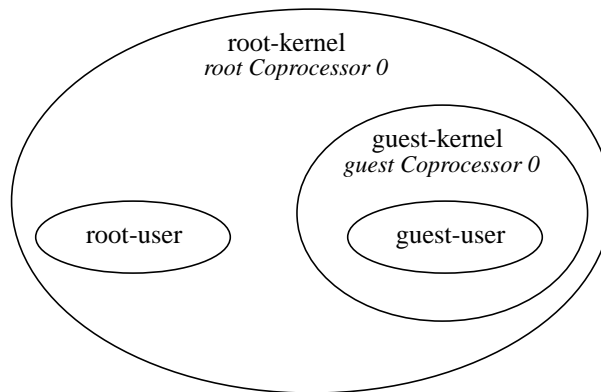 root-kernel
root Coprocessor 0
guest-kernel
guest Coprocessor 0
root-user
guest-user